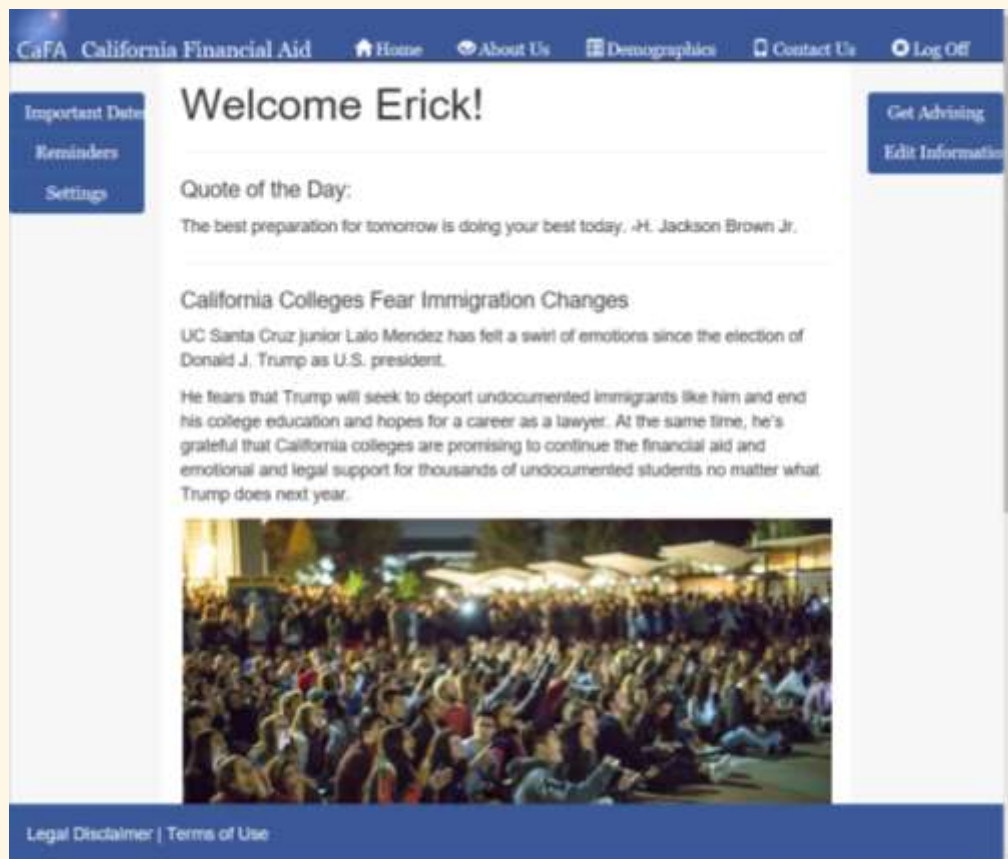 CaFA California Financial Aid Home About Us Demographics Contact Us Log Off
Important Date
Reminders
Settings
Welcome Erick!
Quote of the Day:
The best preparation for tomorrow is doing your best today. -H. Jackson Brown Jr.
California Colleges Fear Immigration Changes
UC Santa Cruz junior Lalo Mendez has felt a swirl of emotions since the election of
Donald J. Trump as U.S. president.
He fears that Trump will seek to deport undocumented immigrants like him and end
his college education and hopes for a career as a lawyer. At the same time, he's
grateful that California colleges are promising to continue the financial aid and
emotional and legal support for thousands of undocumented students no matter what
Trump does next year.
Get Advising
Edit Informatio
Legal Disclaimer | Terms of Use